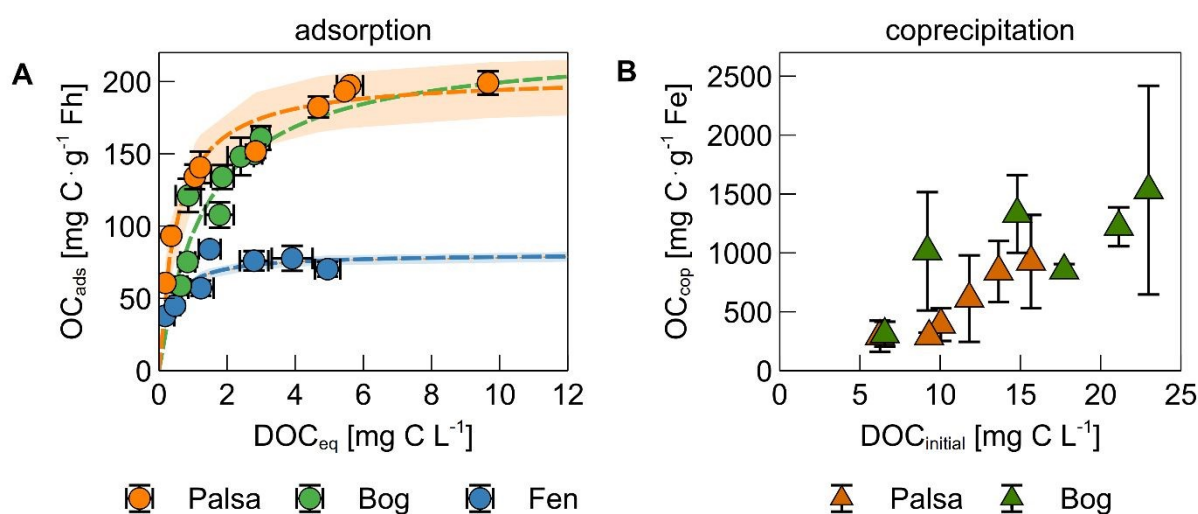 adsorption
A
200
150
100
50
0
OCads [mg C · g⁻¹ Fh]
0 2 4 6 8 10 12
DOCeq [mg C L⁻¹]
Palsa Bog Fen
coprecipitation
B
2500
2000
1500
1000
500
0
OCcop [mg C · g⁻¹ Fe]
0 5 10 15 20 25
DOCinitial [mg C L⁻¹]
Palsa Bog